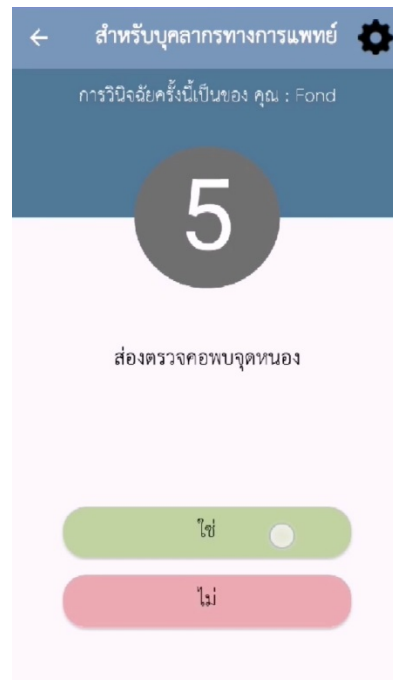 สำหรับบุคลากรทางการแพทย์
การวินิจฉัยครั้งนี้เป็นของ คุณ : Fond
5
ส่องตรวจคอพบจุดหนอง
ใช่
ไม่